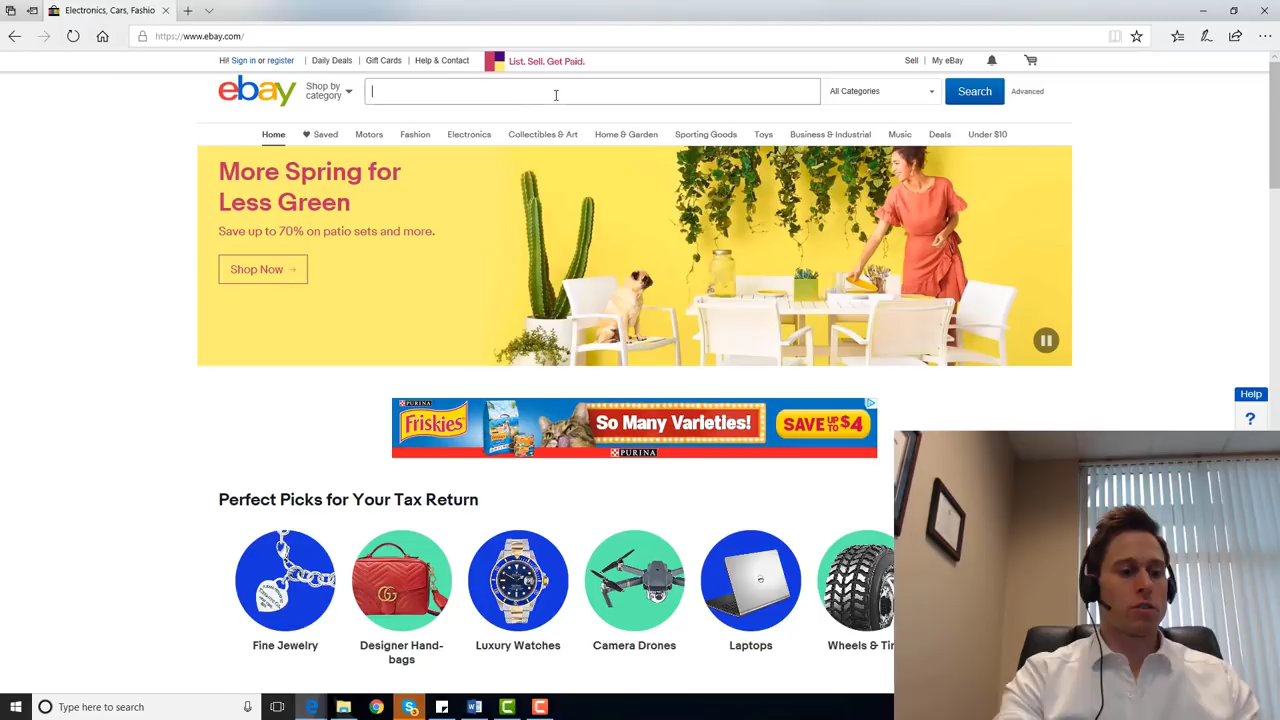 Electronics, Cars, Fashio
https://www.ebay.com/
Hi! Sign in or register
Daily Deals
Gift Cards
Help & Contact
List. Sell. Get Paid.
Sell
My eBay
ebay
Shop by
category
All Categories
Search
Advanced
Home
Saved
Motors
Fashion
Electronics
Collectibles & Art
Home & Garden
Sporting Goods
Toys
Business & Industrial
Music
Deals
Under $10
More Spring for
Less Green
Save up to 70% on patio sets and more.
Shop Now →
PURINA
Friskies
So Many Varieties!
SAVE UP TO $4
PURINA
Help
?
Perfect Picks for Your Tax Return
Fine Jewelry
Designer Hand-
bags
Luxury Watches
Camera Drones
Laptops
Wheels & Tir
Type here to search